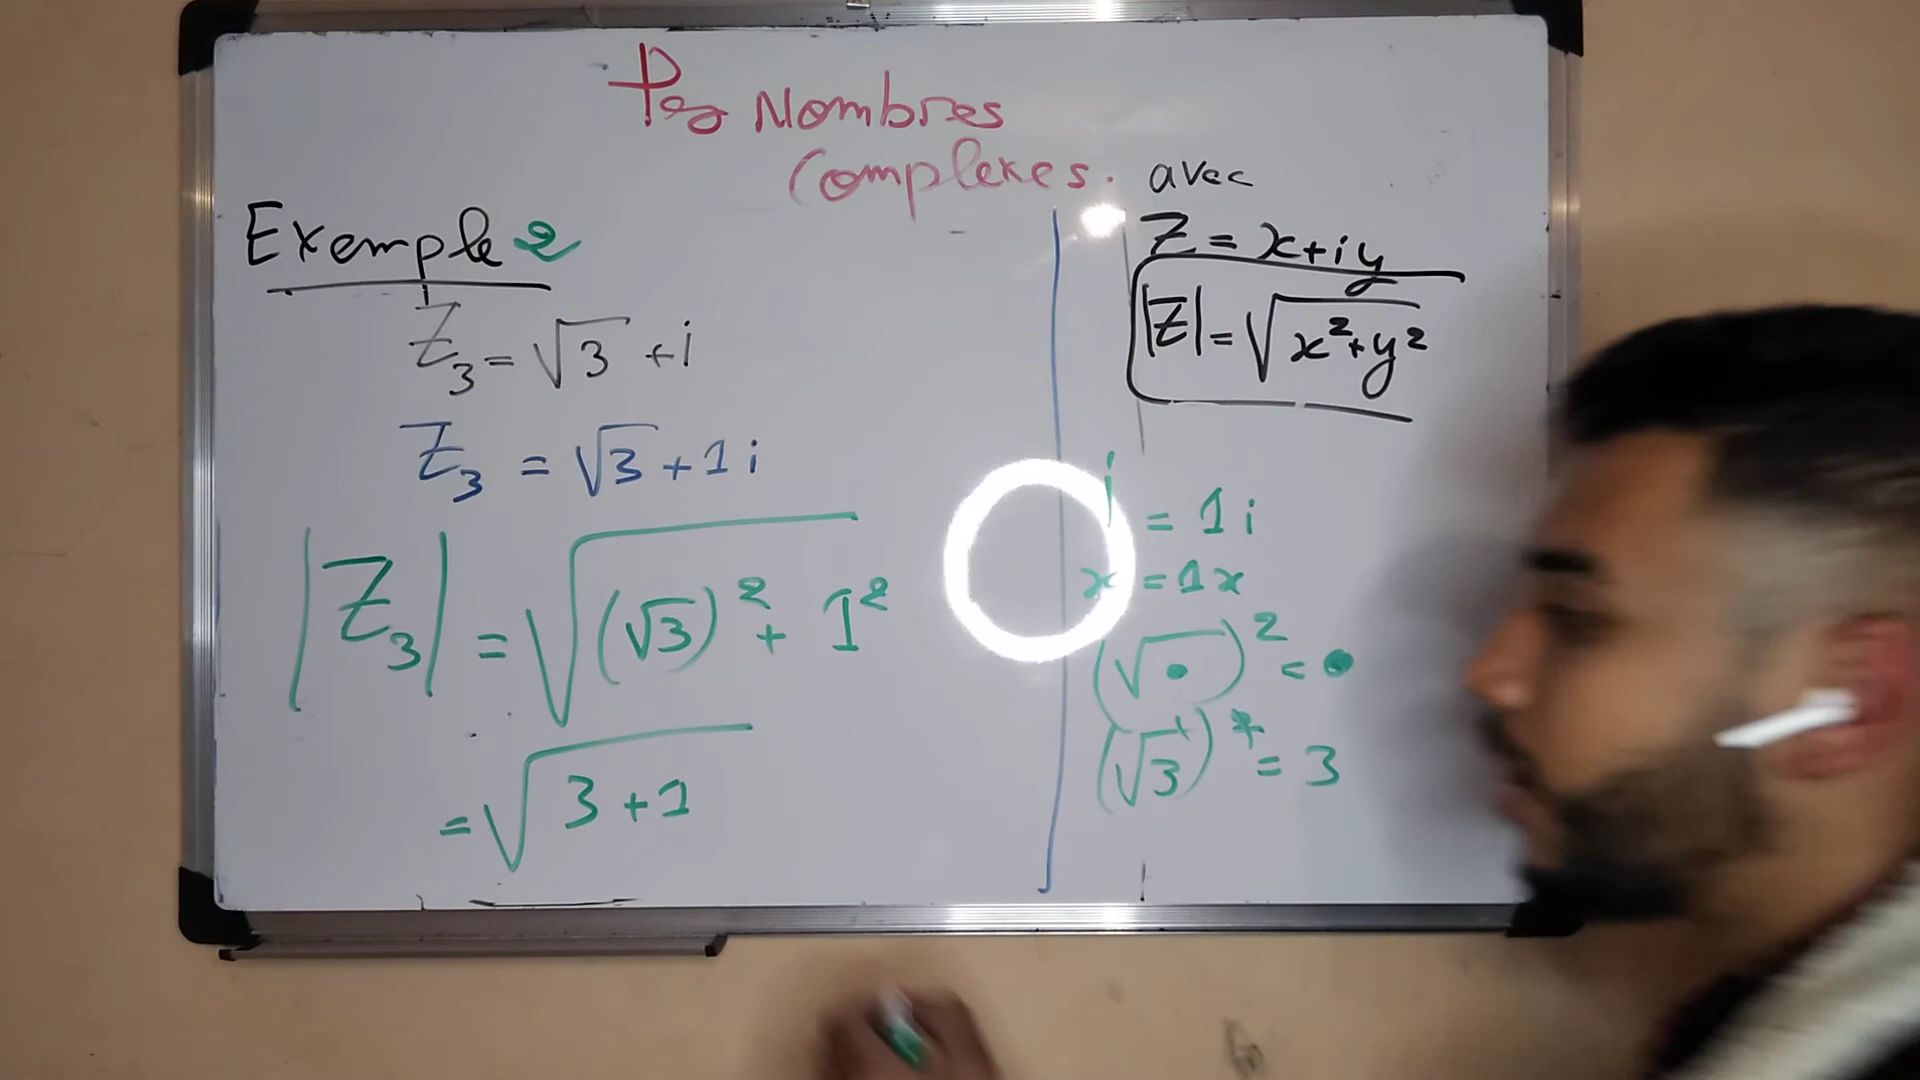 Les Nombres
Complexes.
Exemple 2
Z₃ = √3 + i
Z₃ = √3 + 1i
|Z₃| = √((√3)² + 1²)
= √(3+1)
avec
Z = x+iy
|Z| = √(x²+y²)
i = 1i
x = 1x
(√•)² = •
(√3)² = 3